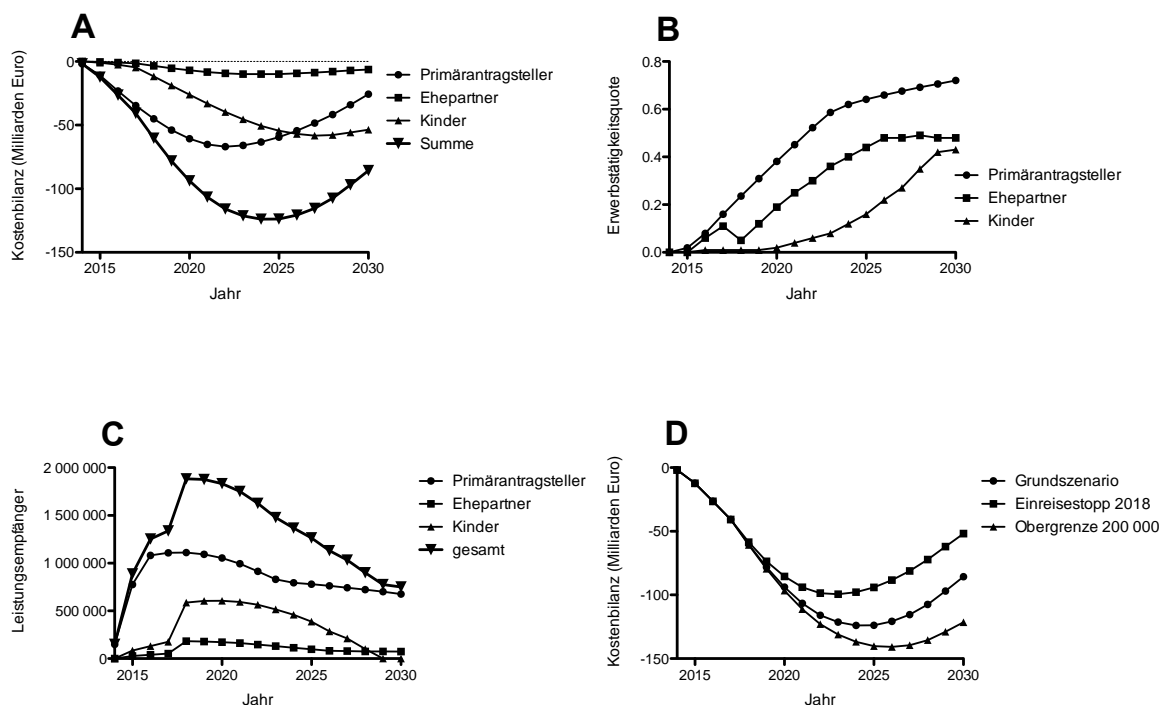 A
Kostenbilanz (Milliarden Euro)
0
-50
-100
-150
2015 2020 2025 2030
Jahr
Primärantragsteller
Ehepartner
Kinder
Summe
B
Erwerbstätigkeitsquote
0.8
0.6
0.4
0.2
0.0
2015 2020 2025 2030
Jahr
Primärantragsteller
Ehepartner
Kinder
C
Leistungsempfänger
2 000 000
1 500 000
1 000 000
500 000
0
2015 2020 2025 2030
Jahr
Primärantragsteller
Ehepartner
Kinder
gesamt
D
Kostenbilanz (Milliarden Euro)
0
-50
-100
-150
2015 2020 2025 2030
Jahr
Grundszenario
Einreisestopp 2018
Obergrenze 200 000